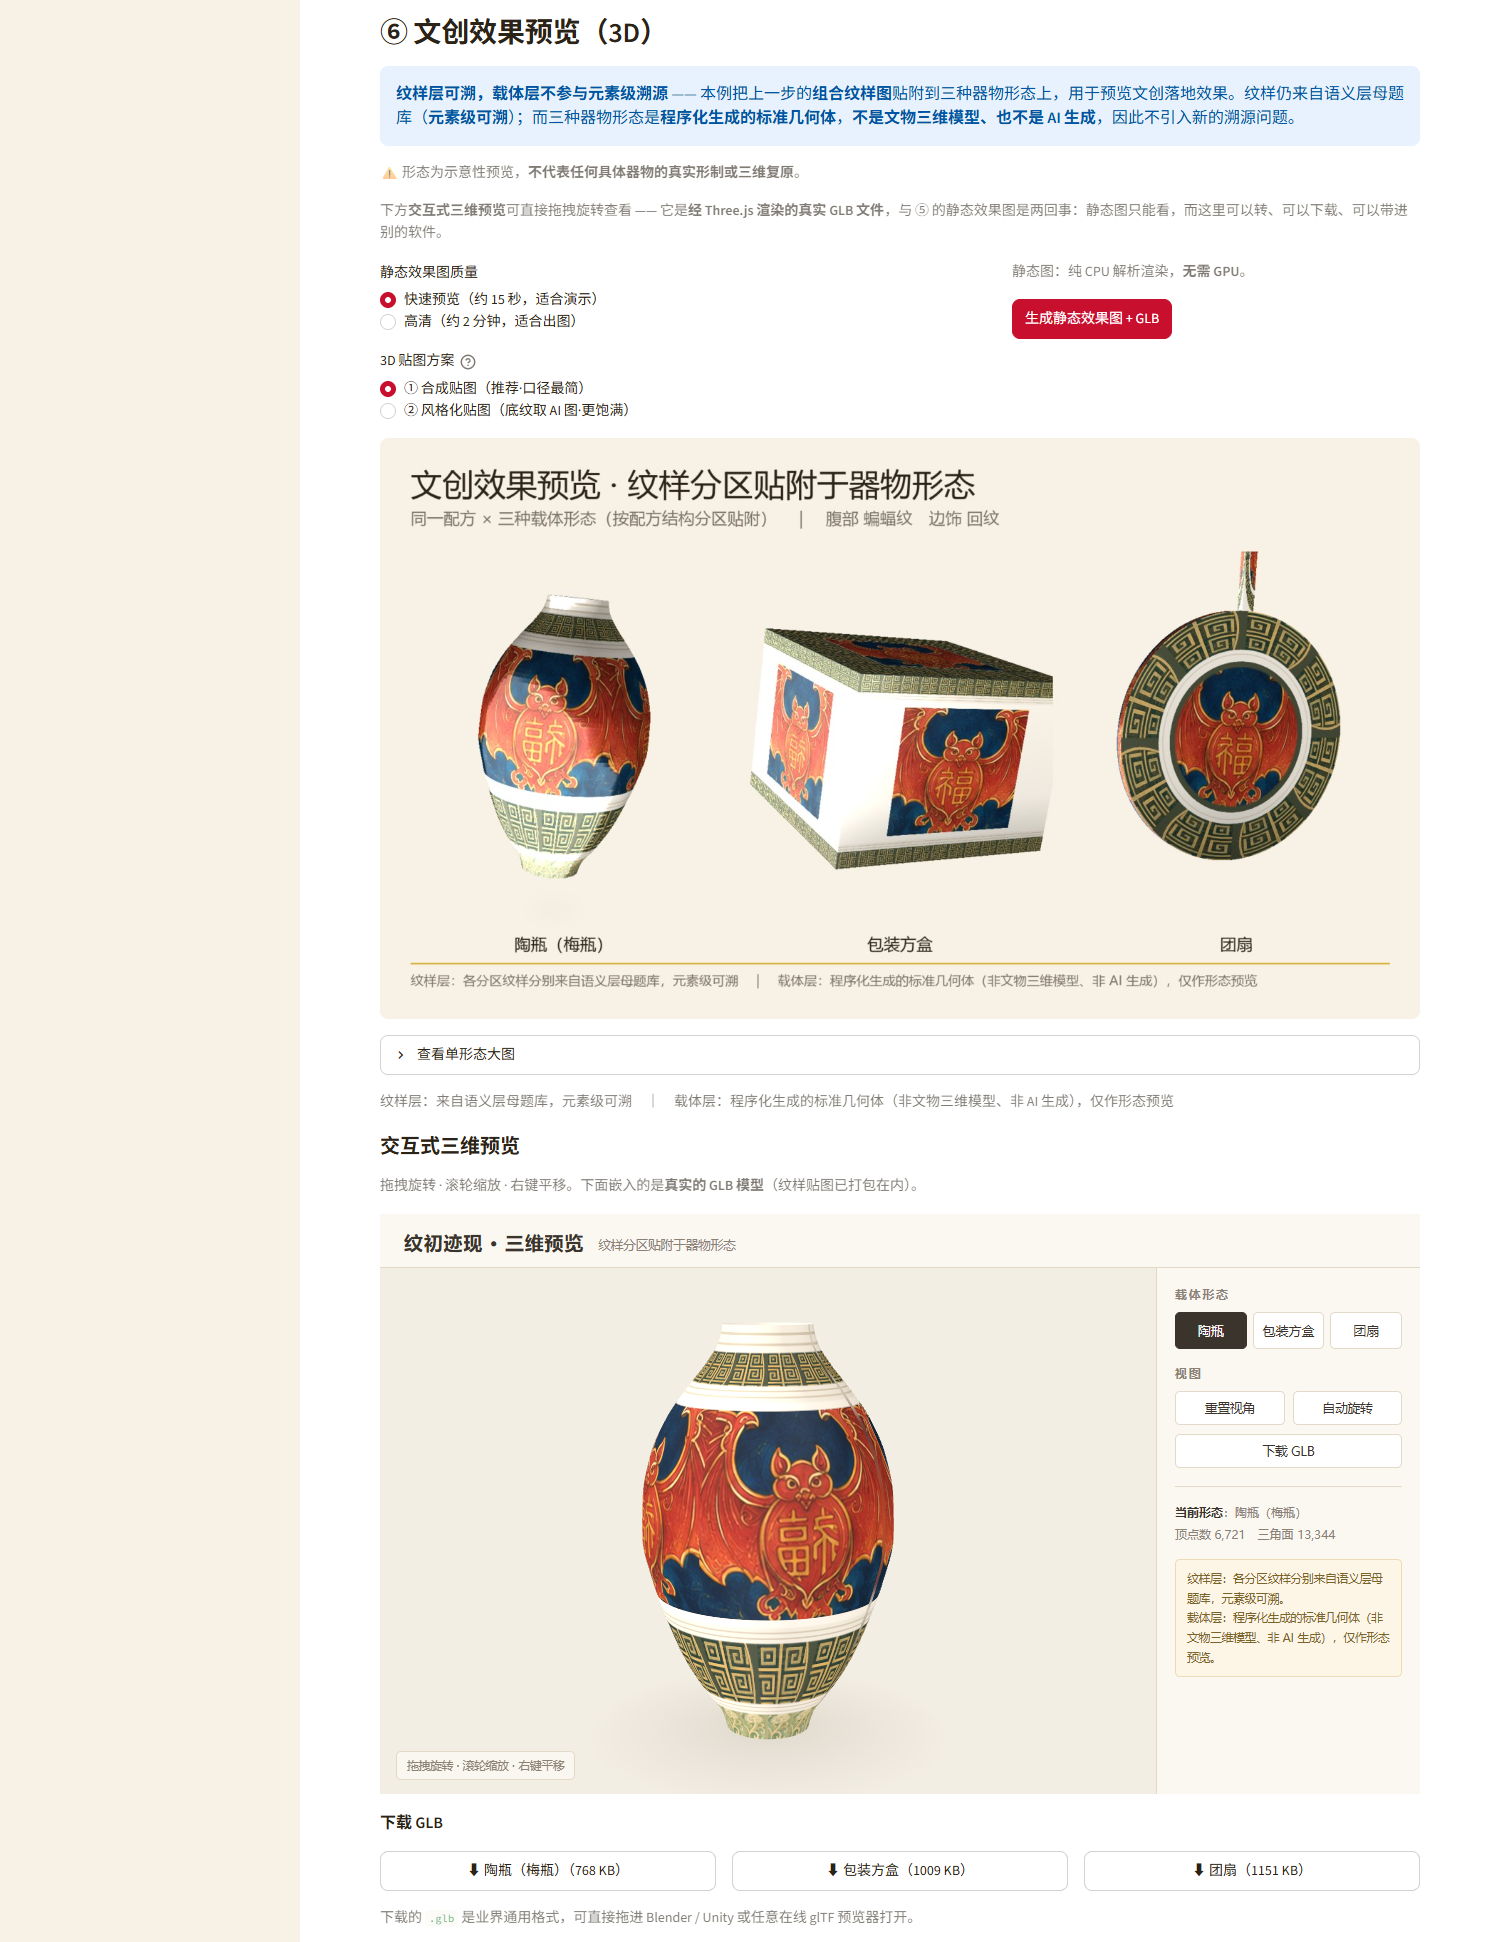 ⑥ 文创效果预览（3D）
纹样层可溯，载体层不参与元素级溯源 —— 本例把上一步的组合纹样图贴附到三种器物形态上，用于预览文创落地效果。纹样仍来自语义层母题
库（元素级可溯）；而三种器物形态是程序化生成的标准几何体，不是文物三维模型、也不是 AI 生成，因此不引入新的溯源问题。
⚠️ 形态为示意性预览，不代表任何具体器物的真实形制或三维复原。
下方交互式三维预览可直接拖拽旋转查看 —— 它是经 Three.js 渲染的真实 GLB 文件，与 ⑤ 的静态效果图是两回事：静态图只能看，而这里可以转、可以下载、可以带进
别的软件。
静态效果图质量
快速预览（约 15 秒，适合演示）
高清（约 2 分钟，适合出图）
静态图：纯 CPU 解析渲染，无需 GPU。
生成静态效果图 + GLB
3D 贴图方案
① 合成贴图（推荐·口径最简）
② 风格化贴图（底纹取 AI 图·更饱满）
文创效果预览 · 纹样分区贴附于器物形态
同一配方 × 三种载体形态（按配方结构分区贴附） | 腹部 蝙蝠纹 边饰 回纹
福
福
福
陶瓶（梅瓶） 包装方盒 团扇
纹样层：各分区纹样分别来自语义层母题库，元素级可溯 | 载体层：程序化生成的标准几何体（非文物三维模型、非 AI 生成），仅作形态预览
查看单形态大图
纹样层：来自语义层母题库，元素级可溯 | 载体层：程序化生成的标准几何体（非文物三维模型、非 AI 生成），仅作形态预览
交互式三维预览
拖拽旋转 · 滚轮缩放 · 右键平移。下面嵌入的是真实的 GLB 模型（纹样贴图已打包在内）。
纹初迹现 • 三维预览 纹样分区贴附于器物形态
福
拖拽旋转 · 滚轮缩放 · 右键平移
载体形态
陶瓶 包装方盒 团扇
视图
重置视角 自动旋转
下载 GLB
当前形态：陶瓶（梅瓶）
顶点数 6,721 三角面 13,344
纹样层：各分区纹样分别来自语义层母
题库，元素级可溯。
载体层：程序化生成的标准几何体（非
文物三维模型、非 AI 生成），仅作形态
预览。
下载 GLB
⬇ 陶瓶（梅瓶）（768 KB） ⬇ 包装方盒（1009 KB） ⬇ 团扇（1151 KB）
下载的 .glb 是业界通用格式，可直接拖进 Blender / Unity 或任意在线 glTF 预览器打开。